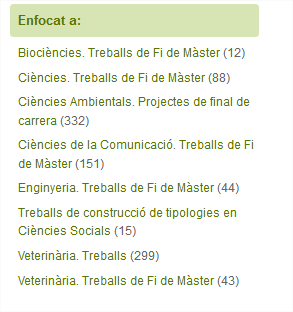 Enfocat a:
Biociències. Treballs de Fi de Màster (12)
Ciències. Treballs de Fi de Màster (88)
Ciències Ambientals. Projectes de final de
carrera (332)
Ciències de la Comunicació. Treballs de Fi
de Màster (151)
Enginyeria. Treballs de Fi de Màster (44)
Treballs de construcció de tipologies en
Ciències Socials (15)
Veterinària. Treballs (299)
Veterinària. Treballs de Fi de Màster (43)